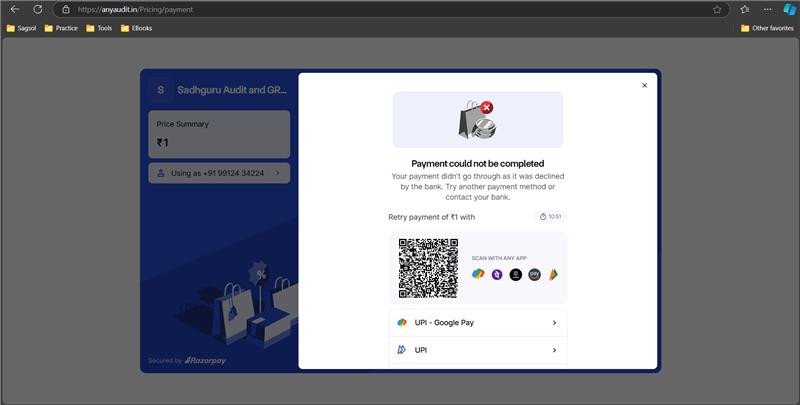 https://anyaudit.in/Pricing/payment
Sagsol
Practice
Tools
EBooks
Other favorites
S
Sadhguru Audit and GR...
Price Summary
₹1
Using as +91 99124 34224
Secured by Razorpay
Payment could not be completed
Your payment didn't go through as it was declined
by the bank. Try another payment method or
contact your bank.
Retry payment of ₹1 with
10:51
SCAN WITH ANY APP
pay
UPI - Google Pay
UPI